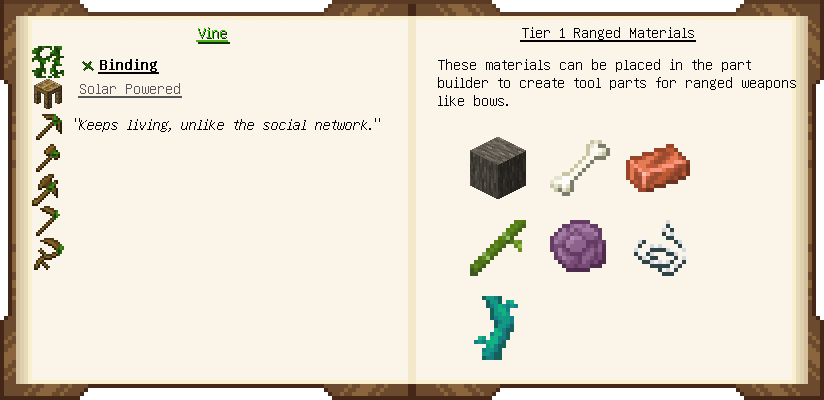 Vine
Binding
Solar Powered
"Keeps living, unlike the social network."
Tier 1 Ranged Materials
These materials can be placed in the part
builder to create tool parts for ranged weapons
like bows.